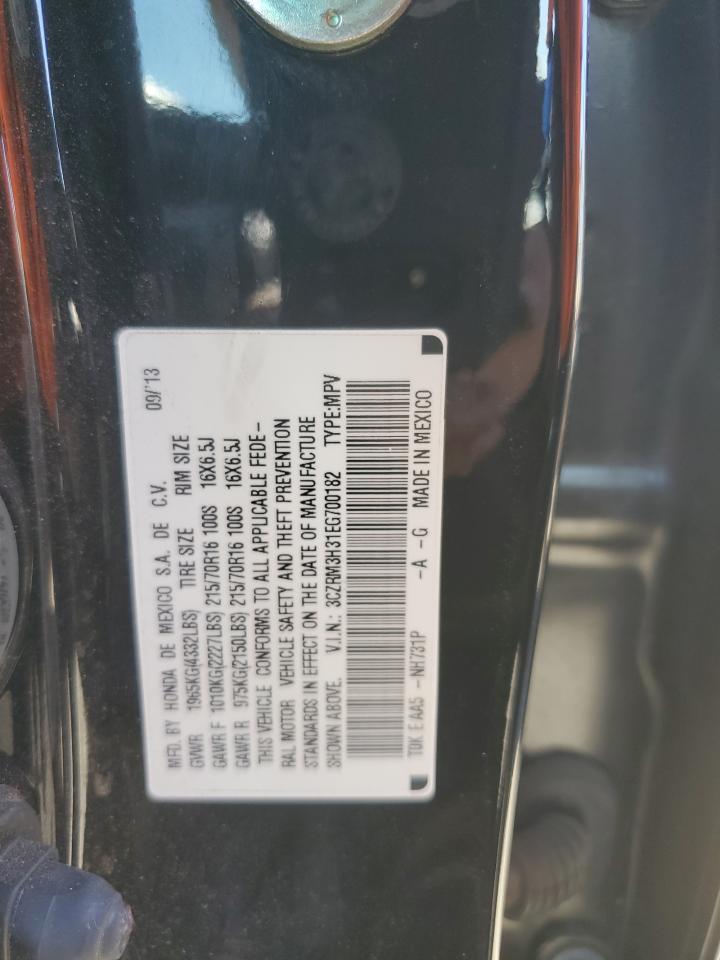 MFD. BY HONDA DE MEXICO S.A. DE C.V. 09/'13
GVWR 1965KG(4332LBS) TIRE SIZE RIM SIZE
GAWR F 1010KG(2227LBS) 215/70R16 100S 16X6.5J
GAWR R 975KG(2150LBS) 215/70R16 100S 16X6.5J
THIS VEHICLE CONFORMS TO ALL APPLICABLE FEDE-
RAL MOTOR VEHICLE SAFETY AND THEFT PREVENTION
STANDARDS IN EFFECT ON THE DATE OF MANUFACTURE
SHOWN ABOVE. V.I.N.: 3CZRM3H31EG700182 TYPE:MPV
T0K E AA5 -NH731P -A -G MADE IN MEXICO